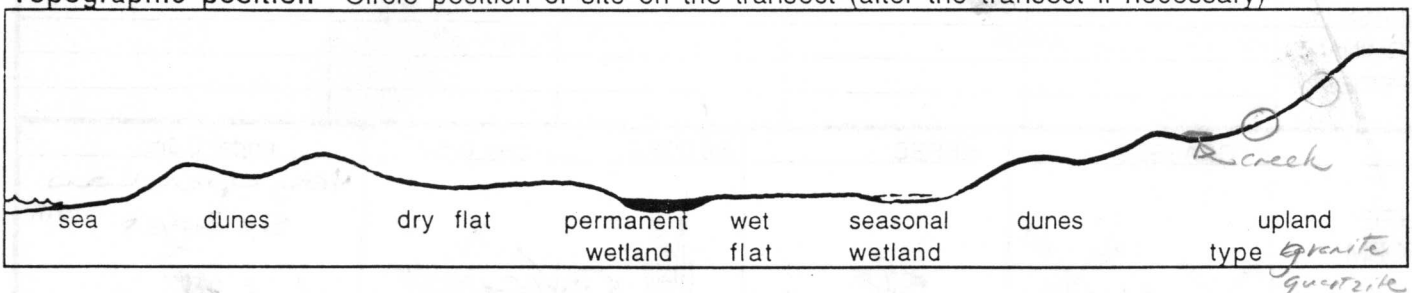 Topographic position Circle position of site on the transect (alter the transect if necessary)
creek
sea dunes dry flat permanent wet seasonal dunes upland
wetland flat wetland type granite
quartzite